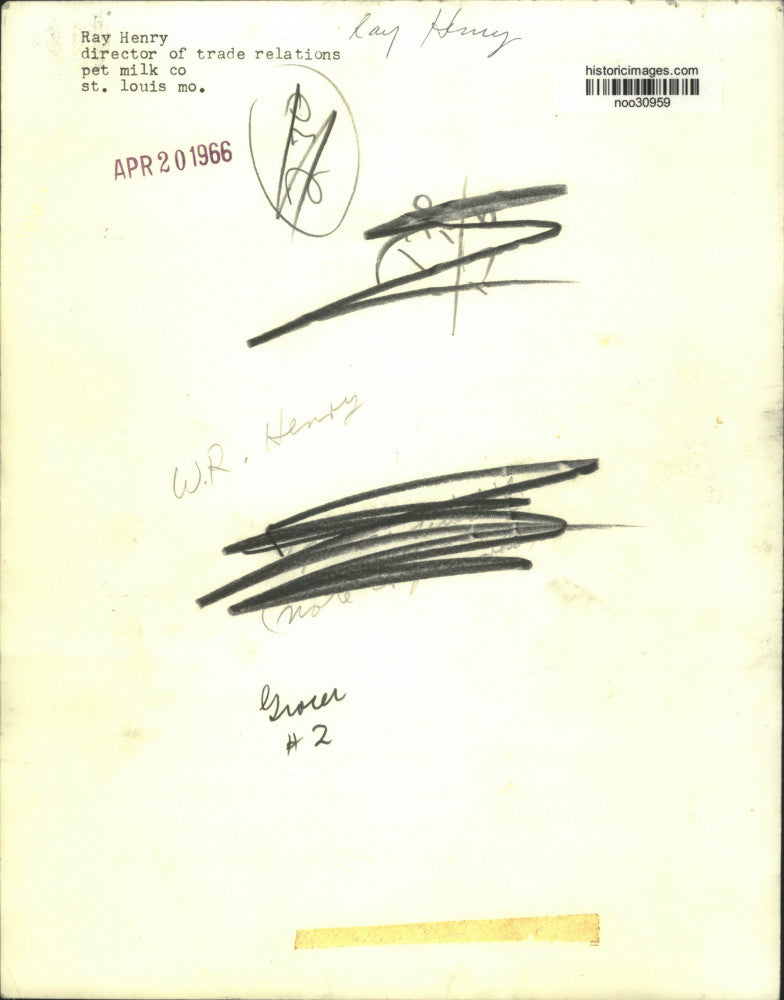 Ray Henry
Ray Henry
director of trade relations
pet milk co
st. louis mo.
historicimages.com
noo30959
APR 20 1966
W.R. Henry
(more
Grocer
# 2